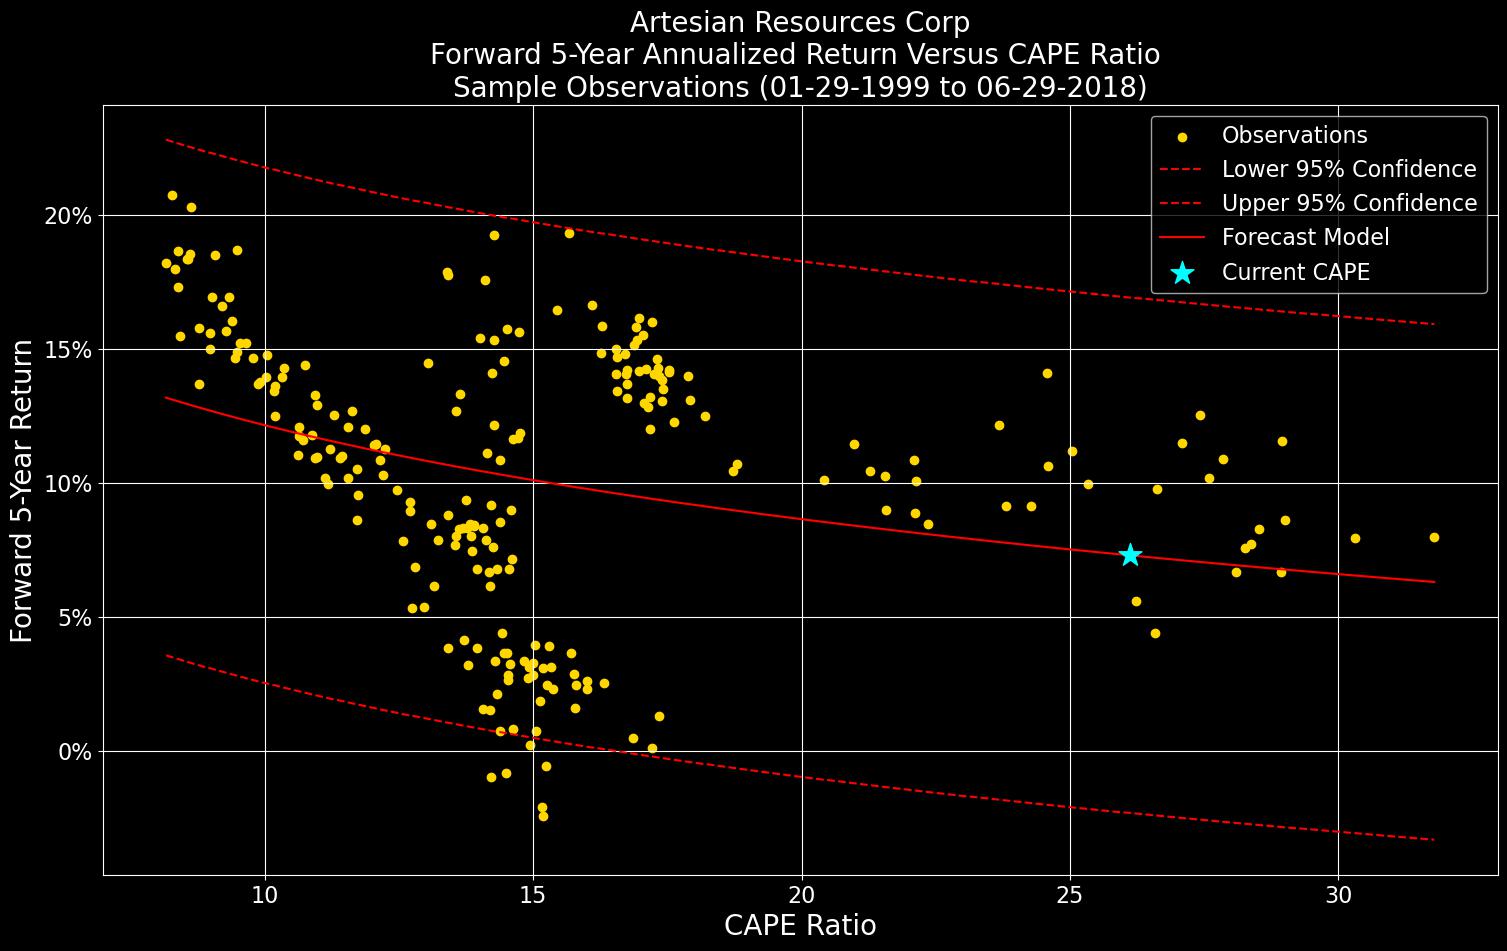 Artesian Resources Corp
Forward 5-Year Annualized Return Versus CAPE Ratio
Sample Observations (01-29-1999 to 06-29-2018)
Observations
Lower 95% Confidence
Upper 95% Confidence
Forecast Model
Current CAPE
Forward 5-Year Return
20%
15%
10%
5%
0%
10 15 20 25 30
CAPE Ratio